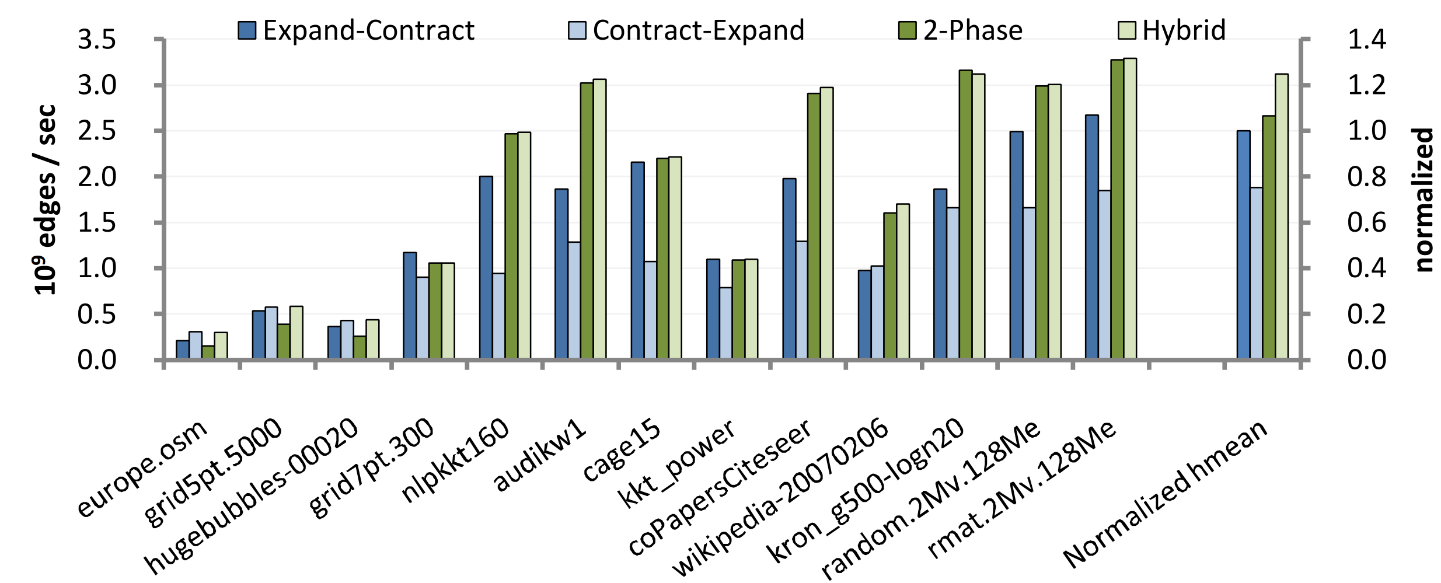 Expand-Contract Contract-Expand 2-Phase Hybrid
10⁹ edges / sec
3.5
3.0
2.5
2.0
1.5
1.0
0.5
0.0
1.4
1.2
1.0
0.8
0.6
0.4
0.2
0.0
normalized
europe.osm
grid5pt.5000
hugebubbles-00020
grid7pt.300
nlpkkt160
audikw1
cage15
kkt_power
coPapersCiteseer
wikipedia-20070206
kron_g500-logn20
random.2Mv.128Me
rmat.2Mv.128Me
Normalized hmean